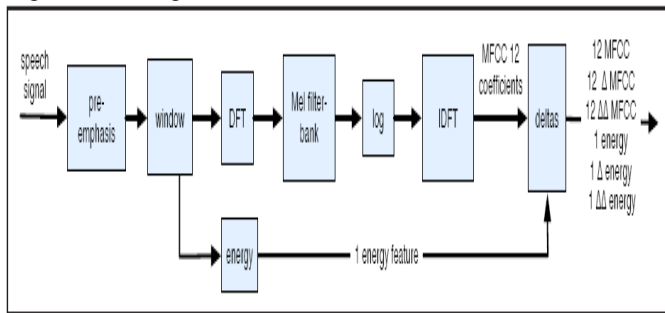 speech
signal
pre-
emphasis
window
DFT
Mel filter-
bank
log
IDFT
MFCC 12
coefficients
deltas
12 MFCC
12 Δ MFCC
12 ΔΔ MFCC
1 energy
1 Δ energy
1 ΔΔ energy
energy
1 energy feature